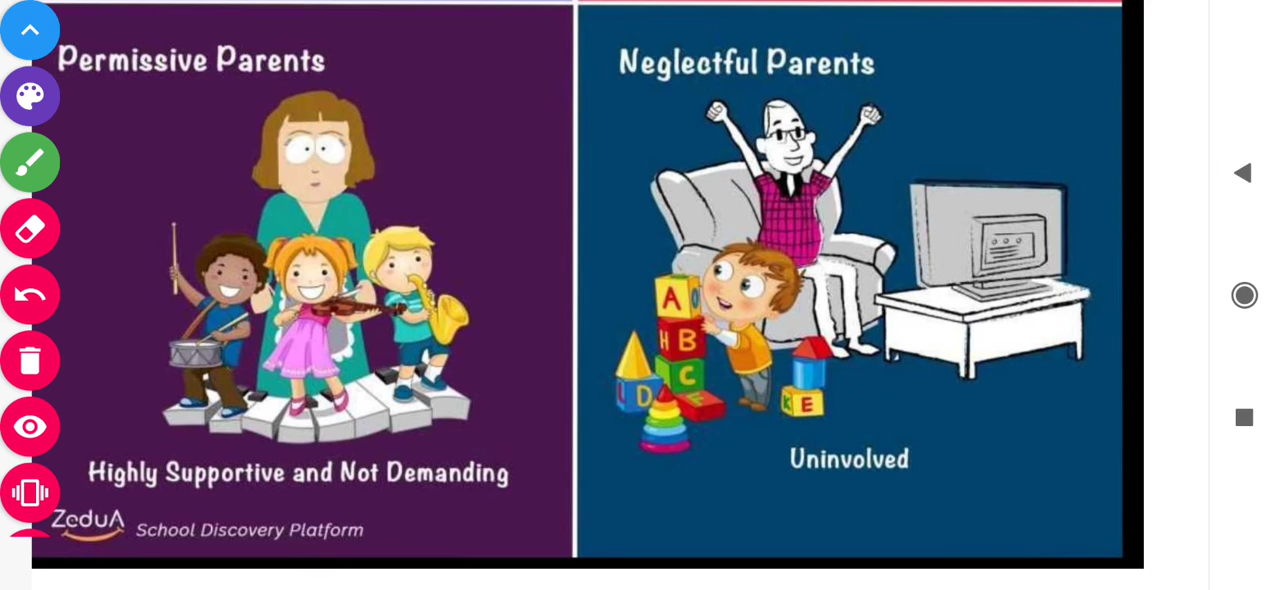 Permissive Parents
Highly Supportive and Not Demanding
ZeduA School Discovery Platform
Neglectful Parents
A
H B
C
D
K E
Uninvolved